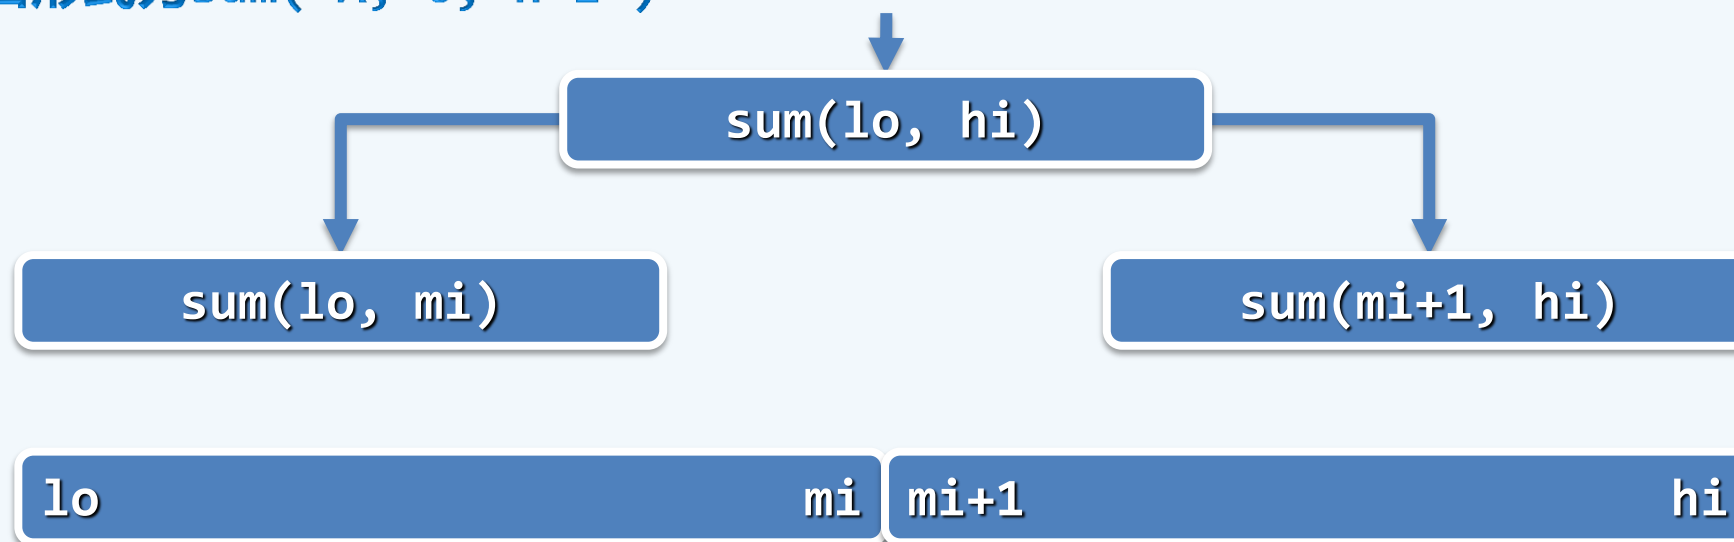 sum(lo, hi)
sum(lo, mi) sum(mi+1, hi)
lo mi mi+1 hi